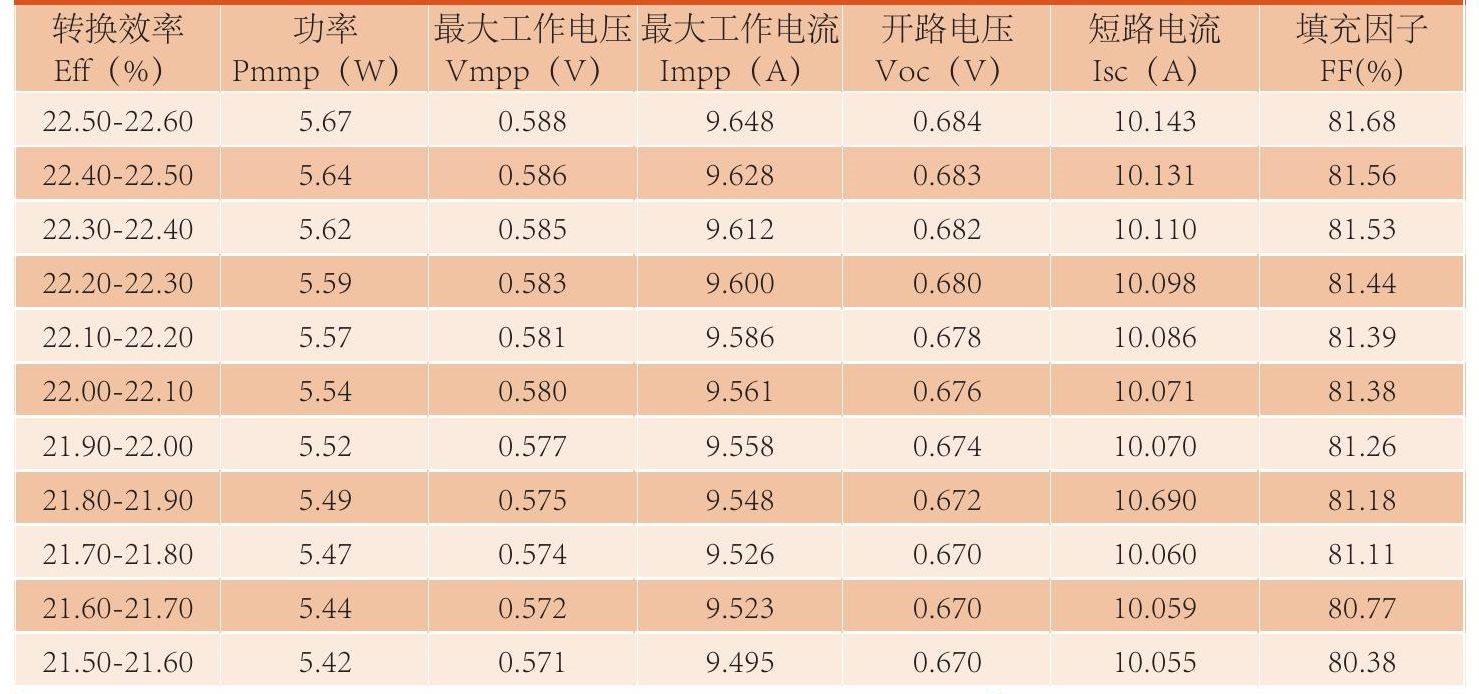 转换效率 功率 最大工作电压 最大工作电流 开路电压 短路电流 填充因子
Eff（%） Pmmp（W） Vmpp（V） Impp（A） Voc（V） Isc（A） FF(%)
22.50-22.60 5.67 0.588 9.648 0.684 10.143 81.68
22.40-22.50 5.64 0.586 9.628 0.683 10.131 81.56
22.30-22.40 5.62 0.585 9.612 0.682 10.110 81.53
22.20-22.30 5.59 0.583 9.600 0.680 10.098 81.44
22.10-22.20 5.57 0.581 9.586 0.678 10.086 81.39
22.00-22.10 5.54 0.580 9.561 0.676 10.071 81.38
21.90-22.00 5.52 0.577 9.558 0.674 10.070 81.26
21.80-21.90 5.49 0.575 9.548 0.672 10.690 81.18
21.70-21.80 5.47 0.574 9.526 0.670 10.060 81.11
21.60-21.70 5.44 0.572 9.523 0.670 10.059 80.77
21.50-21.60 5.42 0.571 9.495 0.670 10.055 80.38